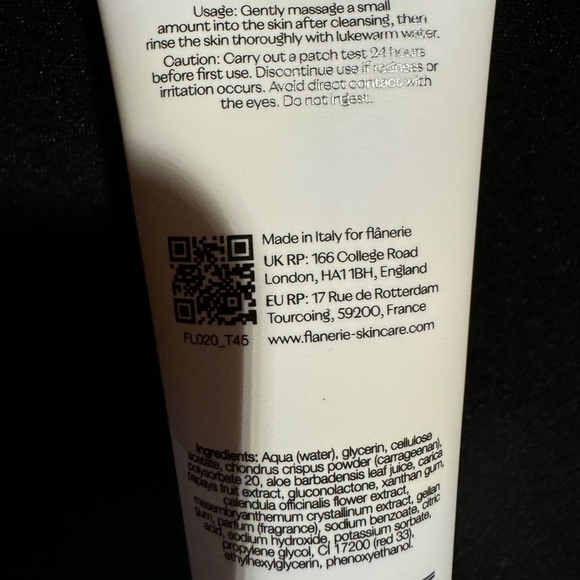 Usage: Gently massage a small
amount into the skin after cleansing, then
rinse the skin thoroughly with lukewarm water.
Caution: Carry out a patch test 24 hours
before first use. Discontinue use if redness or
irritation occurs. Avoid direct contact with
the eyes. Do not ingest.
Made in Italy for flânerie
UK RP: 166 College Road
London, HA1 1BH, England
EU RP: 17 Rue de Rotterdam
Tourcoing, 59200, France
FL020_T45
www.flanerie-skincare.com
Ingredients: Aqua (water), glycerin, cellulose
acetate, chondrus crispus powder (carrageenan),
polysorbate 20, aloe barbadensis leaf juice, carica
papaya fruit extract, gluconolactone, xanthan gum,
calendula officinalis flower extract,
mesembryanthemum crystallinum extract, gellan
gum, parfum (fragrance), sodium benzoate, citric
acid, sodium hydroxide, potassium sorbate,
propylene glycol, CI 17200 (red 33),
ethylhexylglycerin, phenoxyethanol.